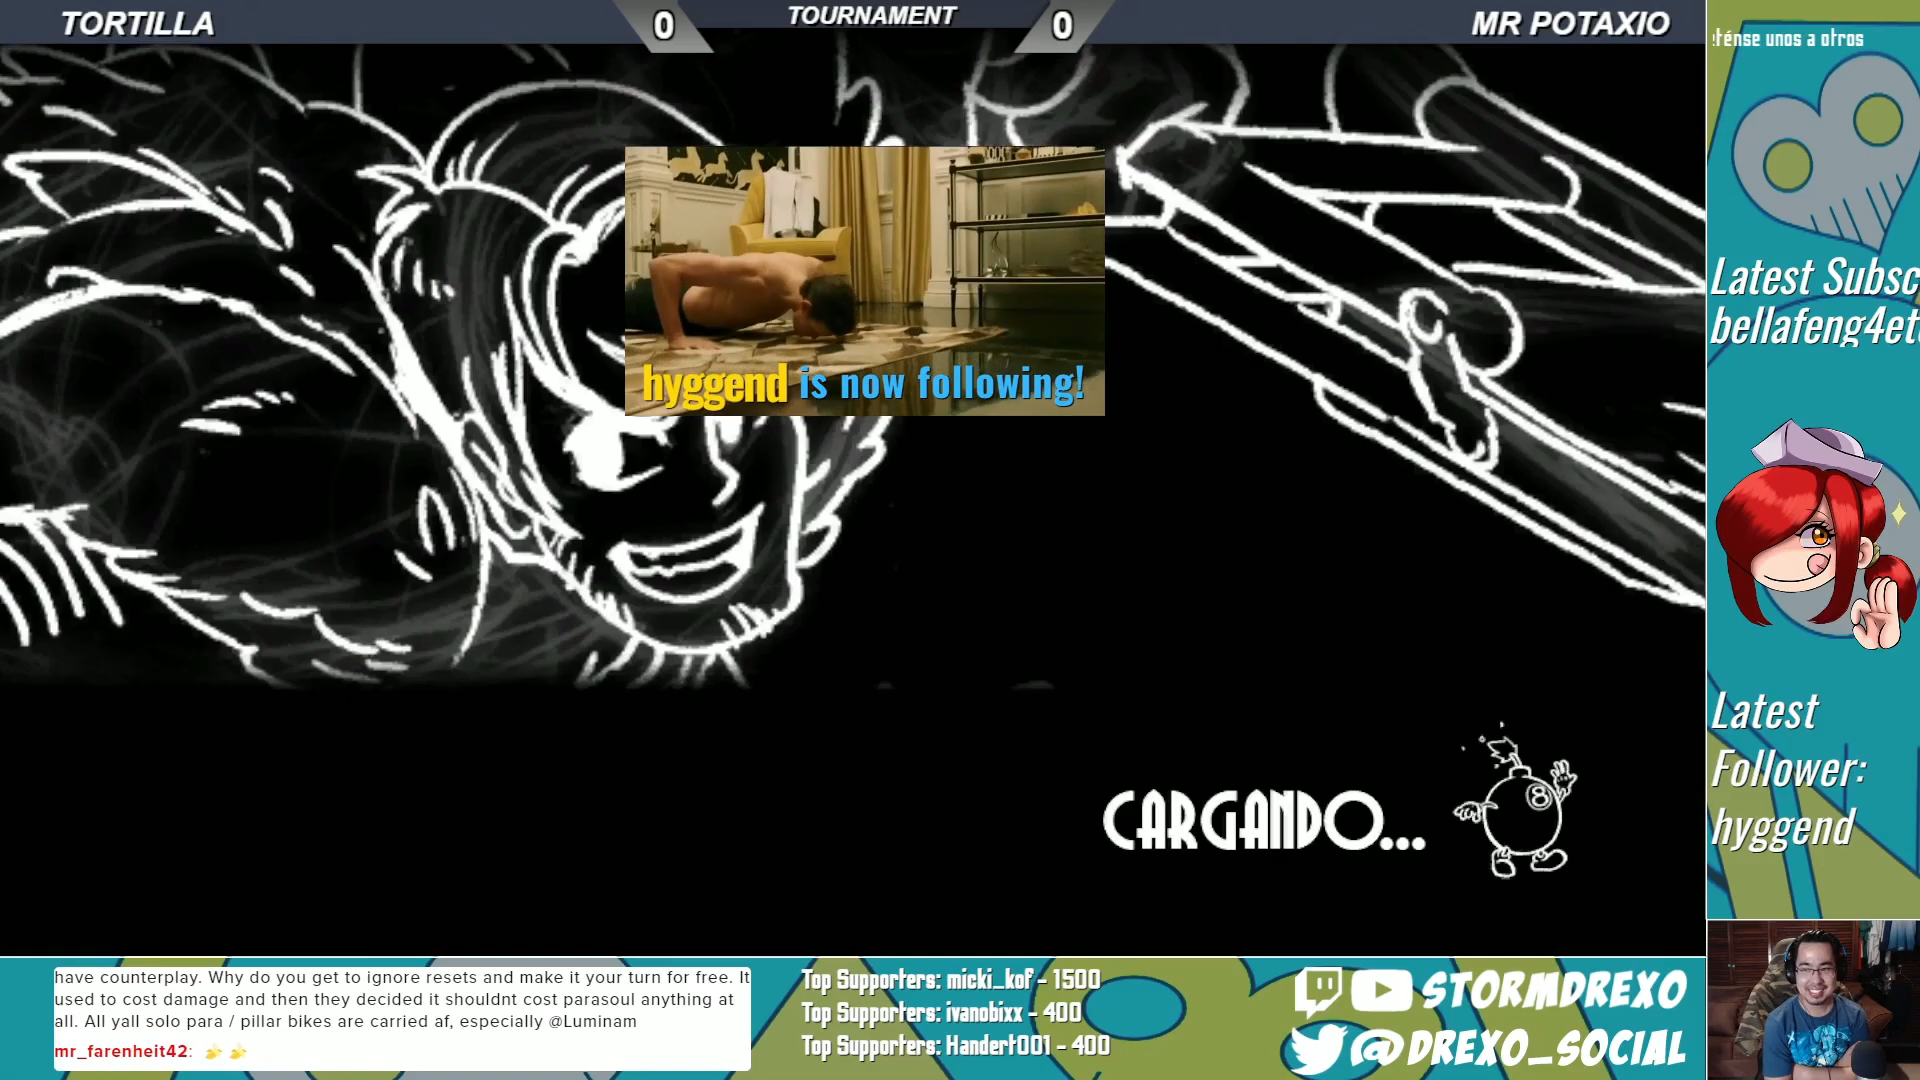 TORTILLA
0
TOURNAMENT
0
MR POTAXIO
ténse unos a otros
Latest Subsc
bellafeng4et
hyggend is now following!
Latest
Follower:
hyggend
CARGANDO...
8
have counterplay. Why do you get to ignore resets and make it your turn for free. It
used to cost damage and then they decided it shouldnt cost parasoul anything at
all. All yall solo para / pillar bikes are carried af, especially @Luminam
mr_farenheit42: 🍌 🍌
Top Supporters: micki_kof - 1500
Top Supporters: ivanobixx - 400
Top Supporters: Handert001 - 400
STORMDREXO
@DREXO_SOCIAL